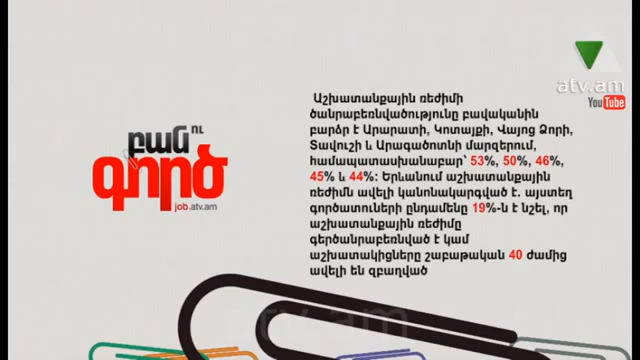 atv.am
YouTube
բան ու
գործ
job.atv.am
Աշխատանքային ռեժիմի
ծանրաբեռնվածությունը բավականին
բարձր է Արարատի, Կոտայքի, Վայոց Ձորի,
Տավուշի և Արագածոտնի մարզերում,
համապատասխանաբար՝ 53%, 50%, 46%,
45% և 44%: Երևանում աշխատանքային
ռեժիմն ավելի կանոնակարգված է. այստեղ
գործատուների ընդամենը 19%-ն է նշել, որ
աշխատանքային ռեժիմը
գերծանրաբեռնված է կամ
աշխատակիցները շաբաթական 40 ժամից
ավելի են զբաղված
atv.am